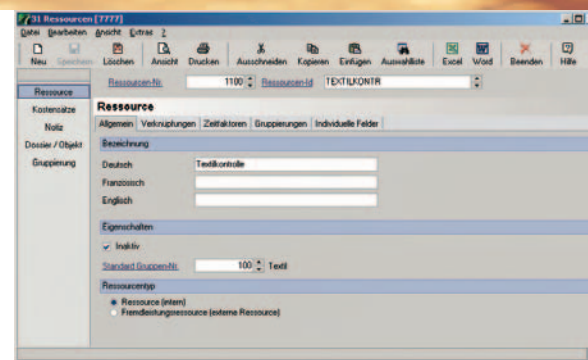 31 Ressourcen [7777]
Datei Bearbeiten Ansicht Extras ?
Neu Speichern Löschen Ansicht Drucken Ausschneiden Kopieren Einfügen Auswahlliste Excel Word Beenden Hilfe
Ressourcen-Nr. 1100 Ressourcen-Id TEXTILKONTR
Ressource
Kostensätze
Notiz
Dossier / Objekt
Gruppierung
Ressource
Allgemein Verknüpfungen Zeitfaktoren Gruppierungen Individuelle Felder
Bezeichnung
Deutsch Textilkontrolle
Französisch
Englisch
Eigenschaften
Inaktiv
Standard Gruppen-Nr. 100 Textil
Ressourcentyp
Ressource (intern)
Fremdleistungsressource (externe Ressource)